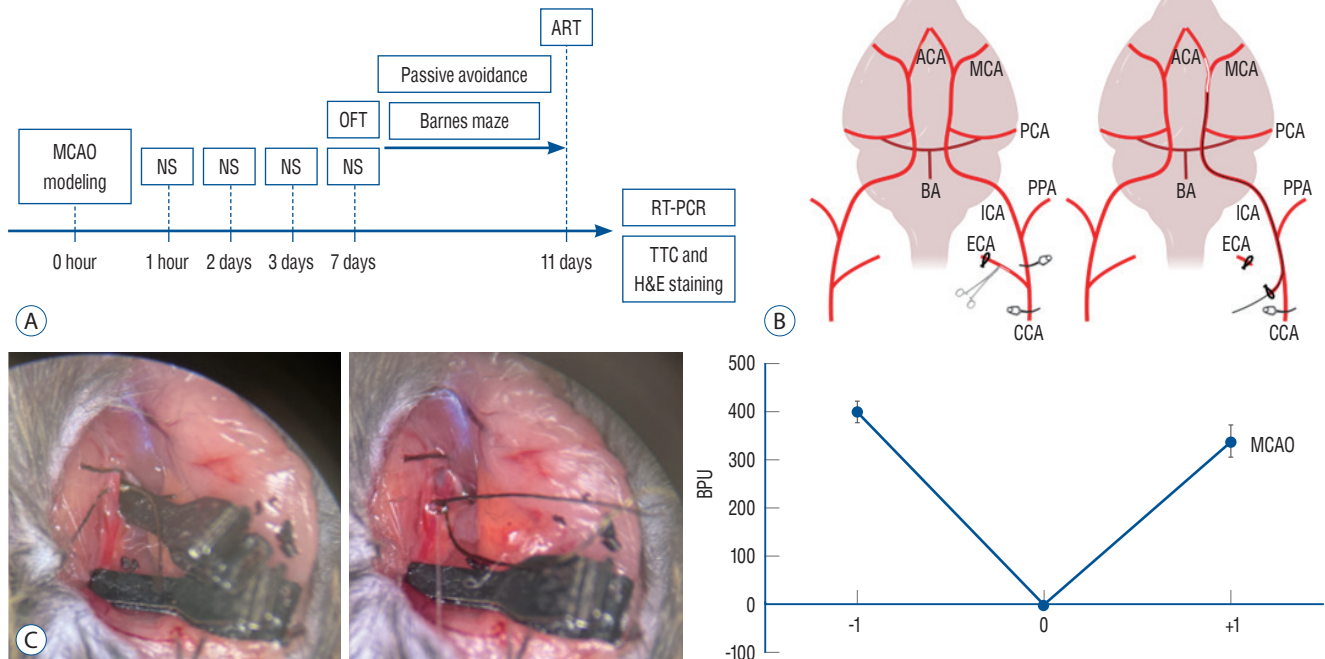 ART
Passive avoidance
OFT
Barnes maze
MCAO
modeling
NS
NS
NS
NS
RT-PCR
TTC and
H&E staining
0 hour
1 hour
2 days
3 days
7 days
11 days
A
ACA
MCA
PCA
BA
PPA
ICA
ECA
CCA
ACA
MCA
PCA
BA
PPA
ICA
ECA
CCA
B
C
500
400
300
200
100
0
-100
BPU
-1
0
+1
MCAO